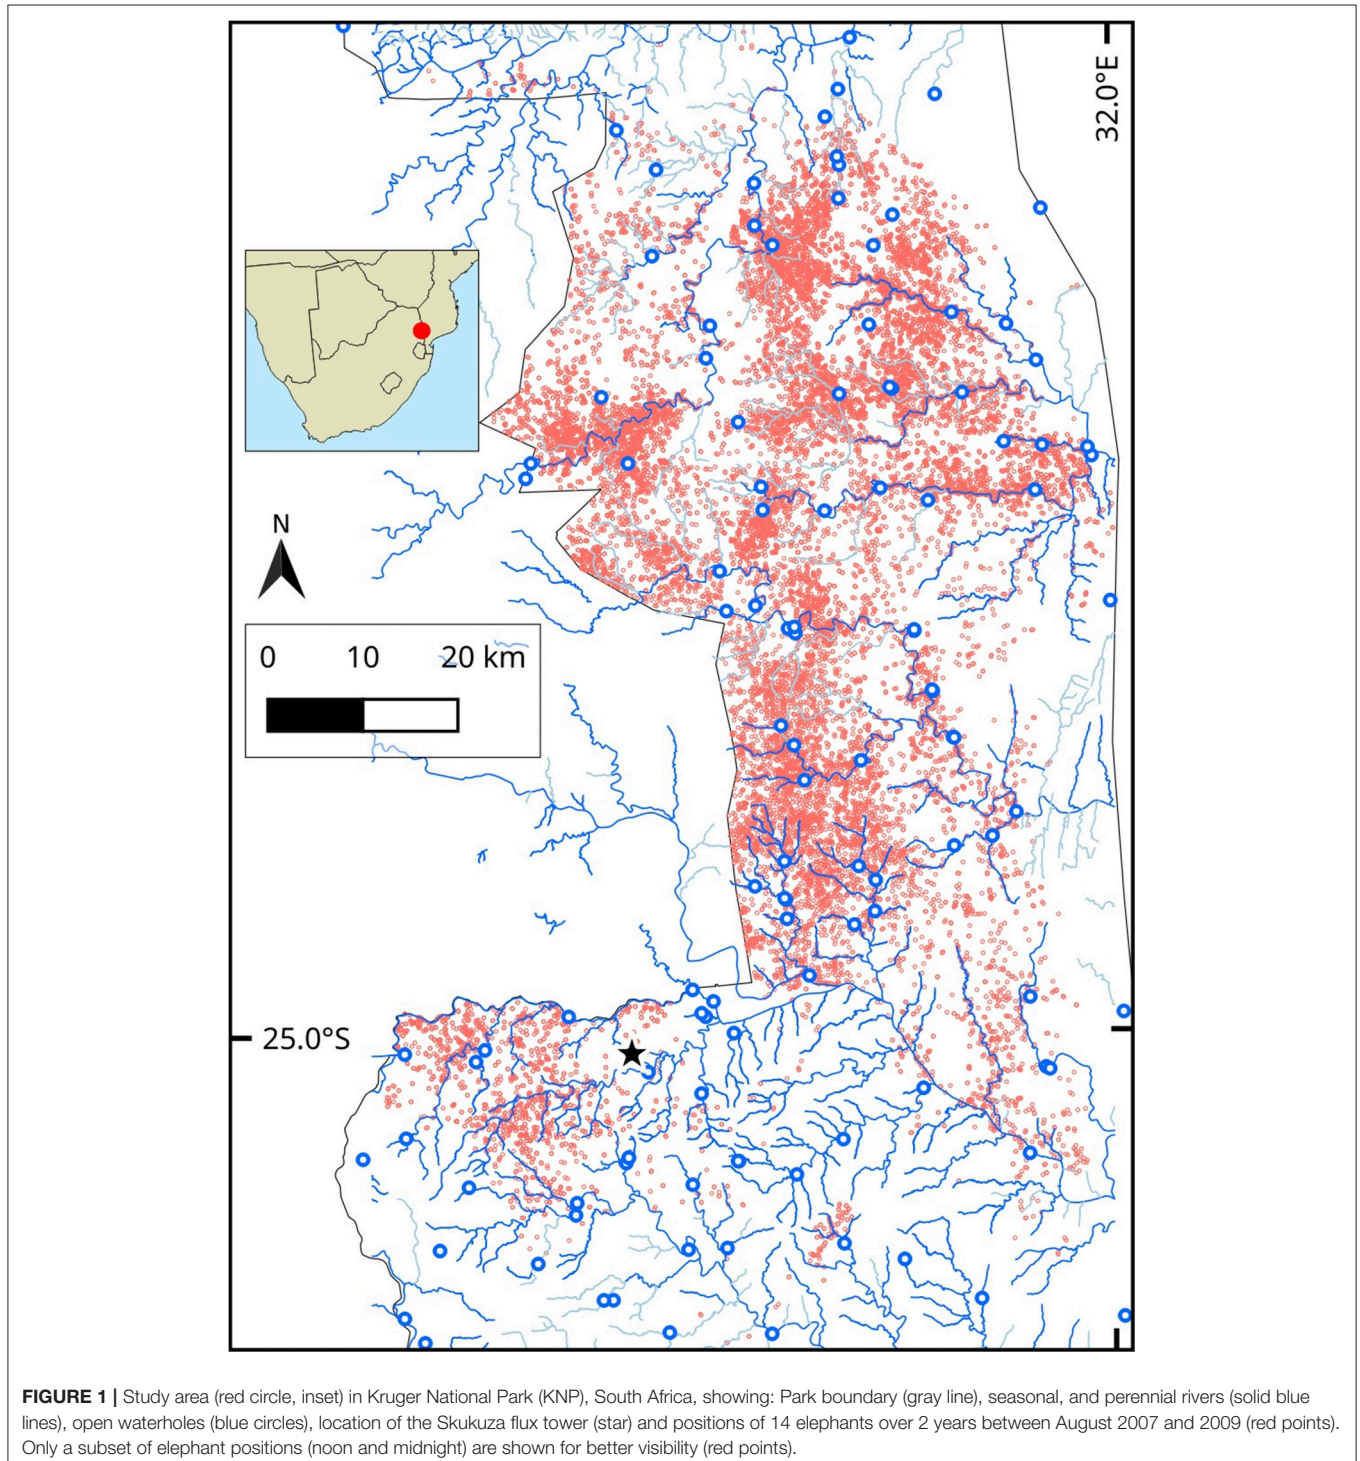 32.0°E
N
0 10 20 km
25.0°S
FIGURE 1 | Study area (red circle, inset) in Kruger National Park (KNP), South Africa, showing: Park boundary (gray line), seasonal, and perennial rivers (solid blue
lines), open waterholes (blue circles), location of the Skukuza flux tower (star) and positions of 14 elephants over 2 years between August 2007 and 2009 (red points).
Only a subset of elephant positions (noon and midnight) are shown for better visibility (red points).